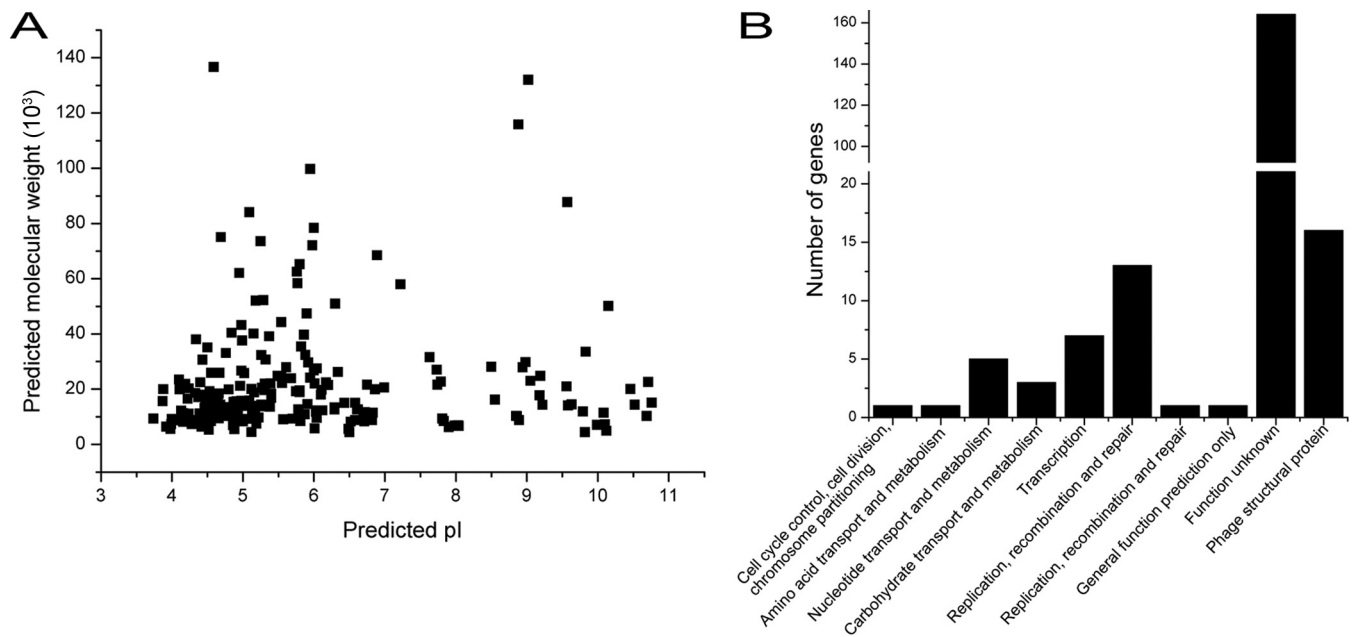 A
Predicted molecular weight (10³)
140
120
100
80
60
40
20
0
3 4 5 6 7 8 9 10 11
Predicted pI
B
Number of genes
160
140
120
100
20
15
10
5
0
Cell cycle control, cell division,
chromosome partitioning
Amino acid transport and metabolism
Nucleotide transport and metabolism
Carbohydrate transport and metabolism
Transcription
Replication, recombination and repair
Replication, recombination and repair
General function prediction only
Function unknown
Phage structural protein